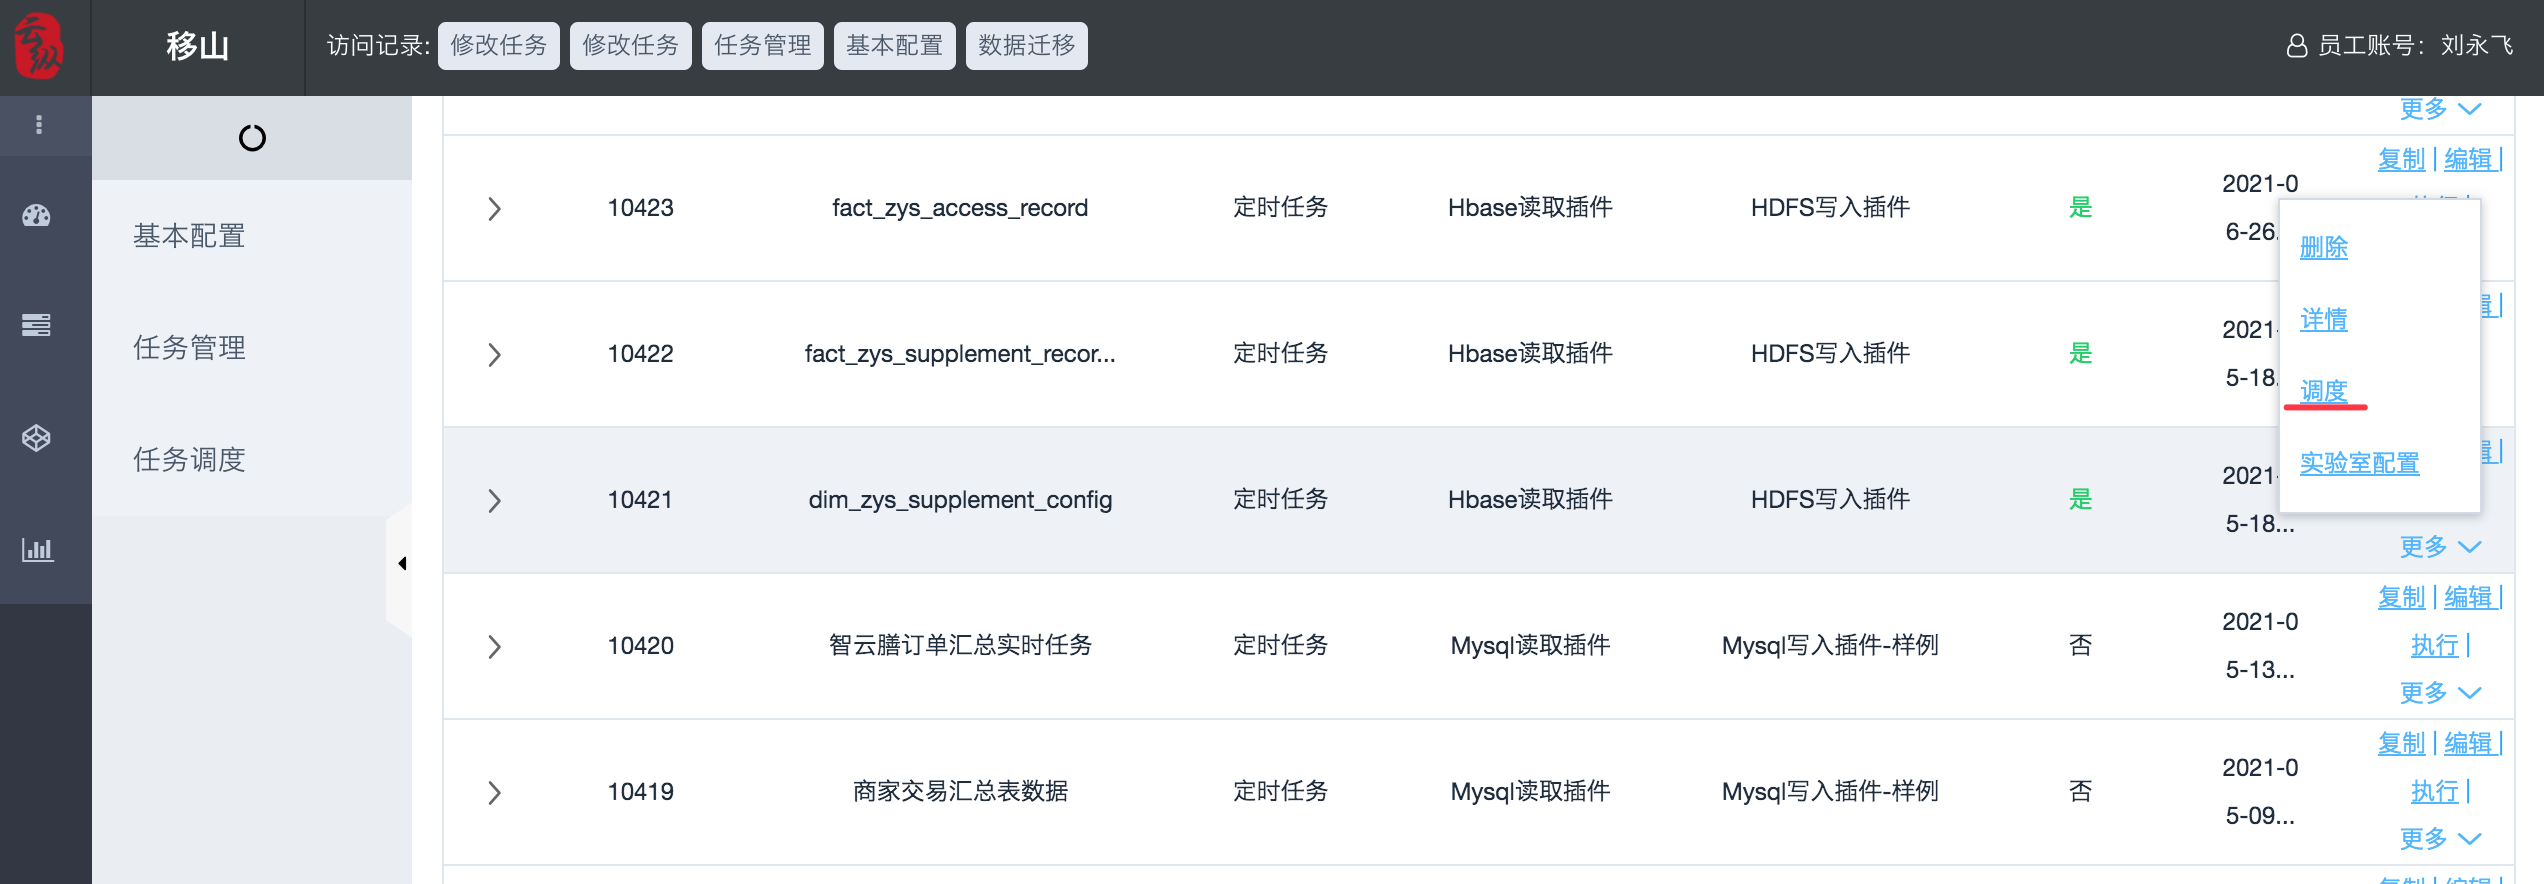 云纵
移山
访问记录: 修改任务 修改任务 任务管理 基本配置 数据迁移
员工账号：刘永飞
基本配置
任务管理
任务调度
更多
10423 fact_zys_access_record 定时任务 Hbase读取插件 HDFS写入插件 是 2021-0
6-26.
复制 | 编辑 |
10422 fact_zys_supplement_recor... 定时任务 Hbase读取插件 HDFS写入插件 是 2021-
5-18.
辑 |
10421 dim_zys_supplement_config 定时任务 Hbase读取插件 HDFS写入插件 是 2021-
5-18...
辑 |
更多
删除
详情
调度
实验室配置
10420 智云膳订单汇总实时任务 定时任务 Mysql读取插件 Mysql写入插件-样例 否 2021-0
5-13...
复制 | 编辑 |
执行 |
更多
10419 商家交易汇总表数据 定时任务 Mysql读取插件 Mysql写入插件-样例 否 2021-0
5-09...
复制 | 编辑 |
执行 |
更多